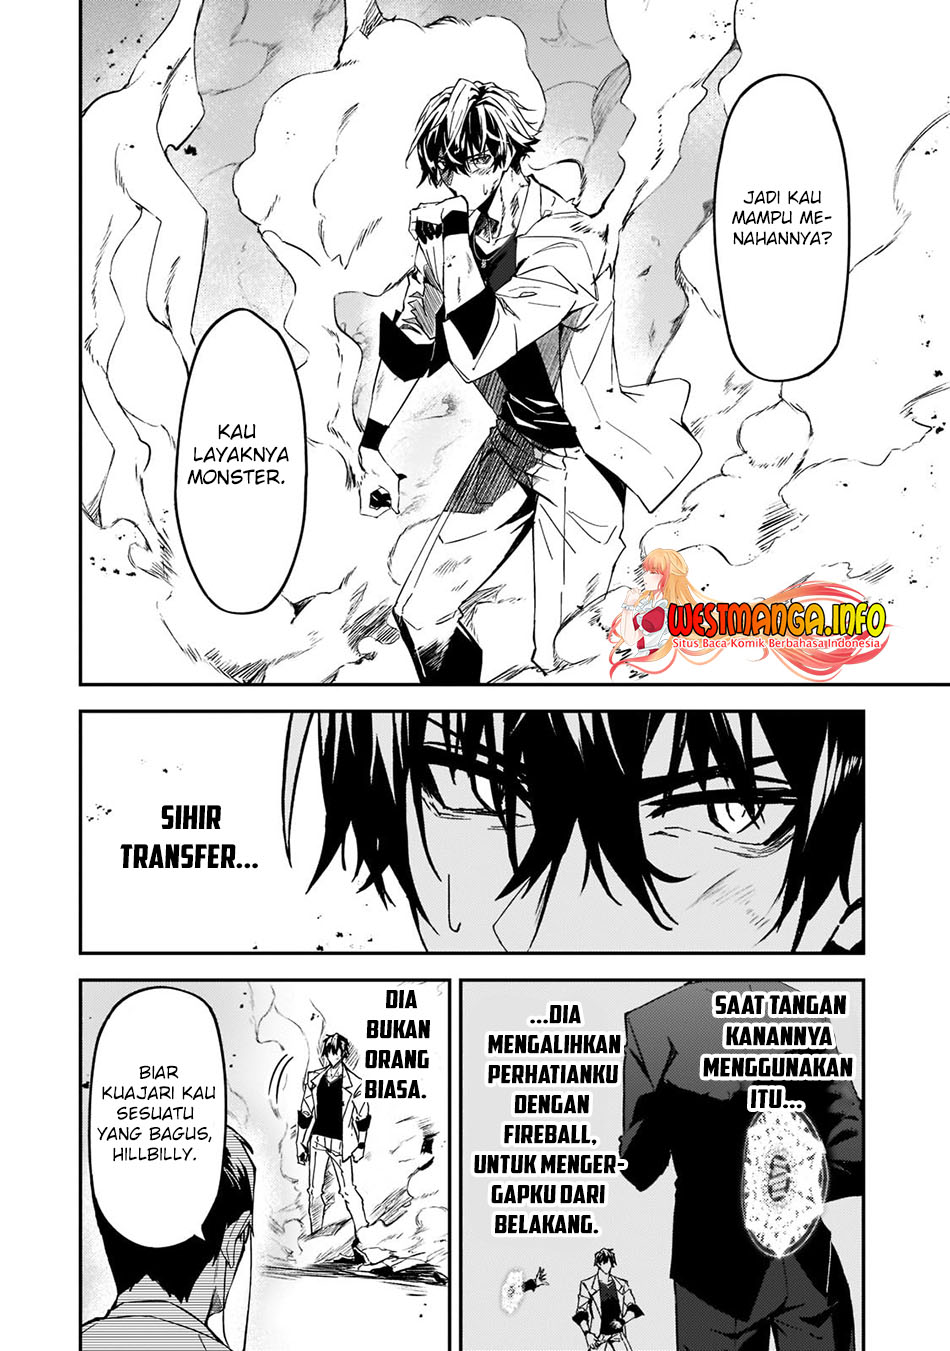 JADI KAU
MAMPU ME-
NAHANNYA?
KAU
LAYAKNYA
MONSTER.
WESTMANGA.INFO
Situs Baca Komik Berbahasa Indonesia
SIHIR
TRANSFER...
SAAT TANGAN
KANANNYA
MENGGUNAKAN
ITU...
...DIA
MENGALIHKAN
PERHATIANKU
DENGAN
FIREBALL,
UNTUK MENGER-
GAPKU DARI
BELAKANG.
DIA
BUKAN
ORANG
BIASA.
BIAR
KUAJARI KAU
SESUATU
YANG BAGUS,
HILLBILLY.